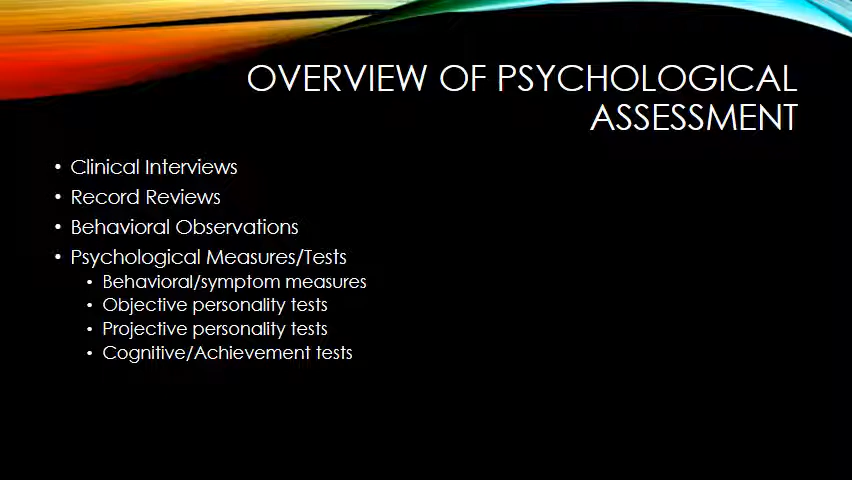 OVERVIEW OF PSYCHOLOGICAL
ASSESSMENT
• Clinical Interviews
• Record Reviews
• Behavioral Observations
• Psychological Measures/Tests
• Behavioral/symptom measures
• Objective personality tests
• Projective personality tests
• Cognitive/Achievement tests